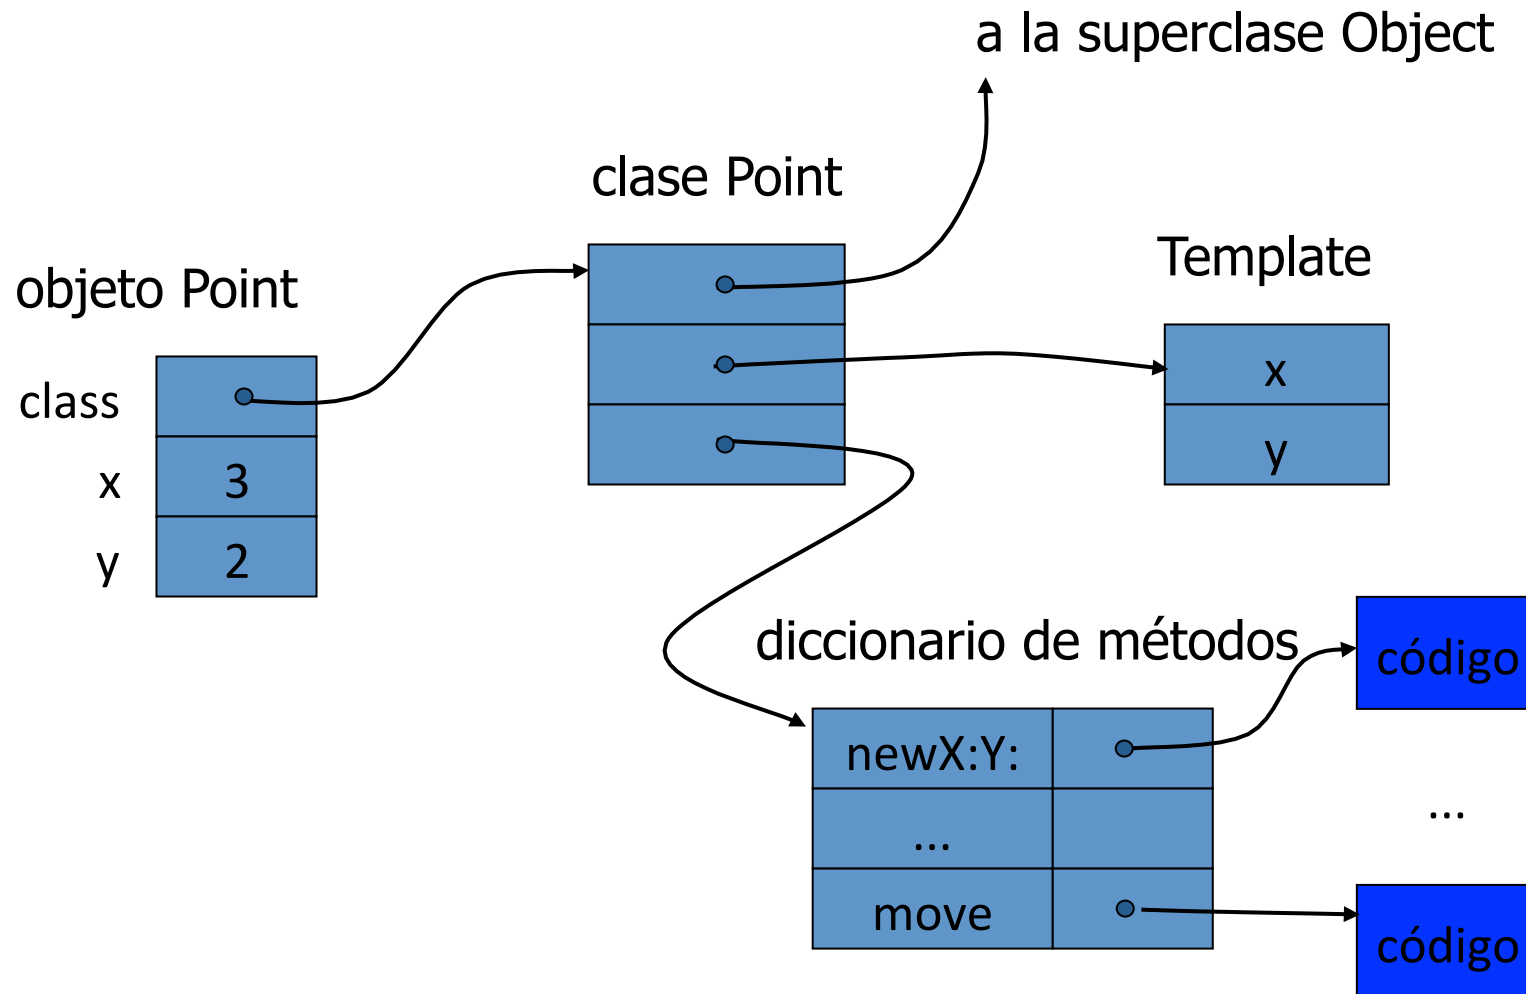 a la superclase Object
clase Point
Template
objeto Point
class
x
3
y
2
x
y
diccionario de métodos
newX:Y:
...
move
código
...
código